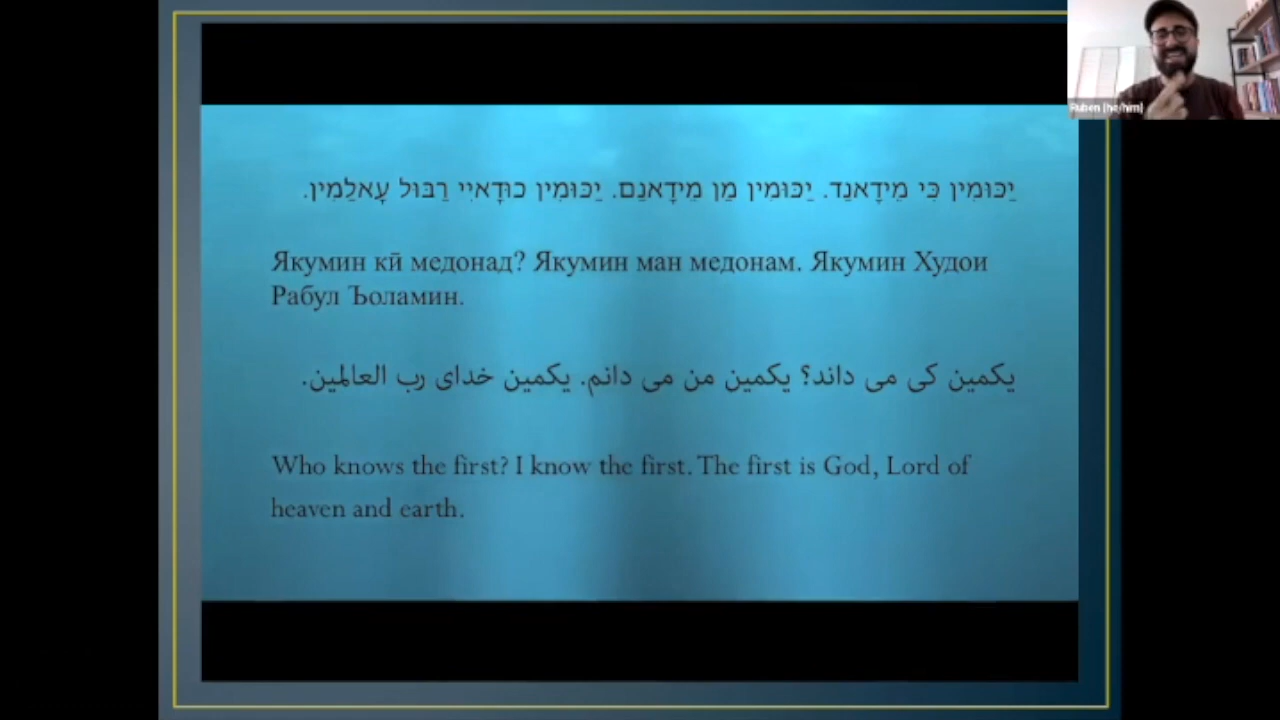 Ruben (he/him)
יַכּוּמִין כִּי מִידָאנַד. יַכּוּמִין מַן מִידָאנַם. יַכּוּמִין כוּדָאיִי רַבּוּל עָאלַמִין.
Якумин кӣ медонад? Якумин ман медонам. Якумин Худои
Рабул Ъоламин.
یکمین کی می داند؟ یکمین من می دانم. یکمین خدای رب العالمین.
Who knows the first? I know the first. The first is God, Lord of
heaven and earth.